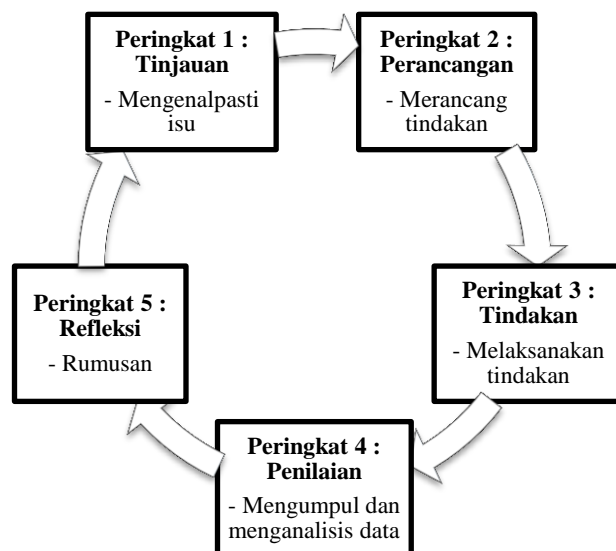 Peringkat 1 :
Tinjauan
- Mengenalpasti
isu
Peringkat 2 :
Perancangan
- Merancang
tindakan
Peringkat 3 :
Tindakan
- Melaksanakan
tindakan
Peringkat 4 :
Penilaian
- Mengumpul dan
menganalisis data
Peringkat 5 :
Refleksi
- Rumusan